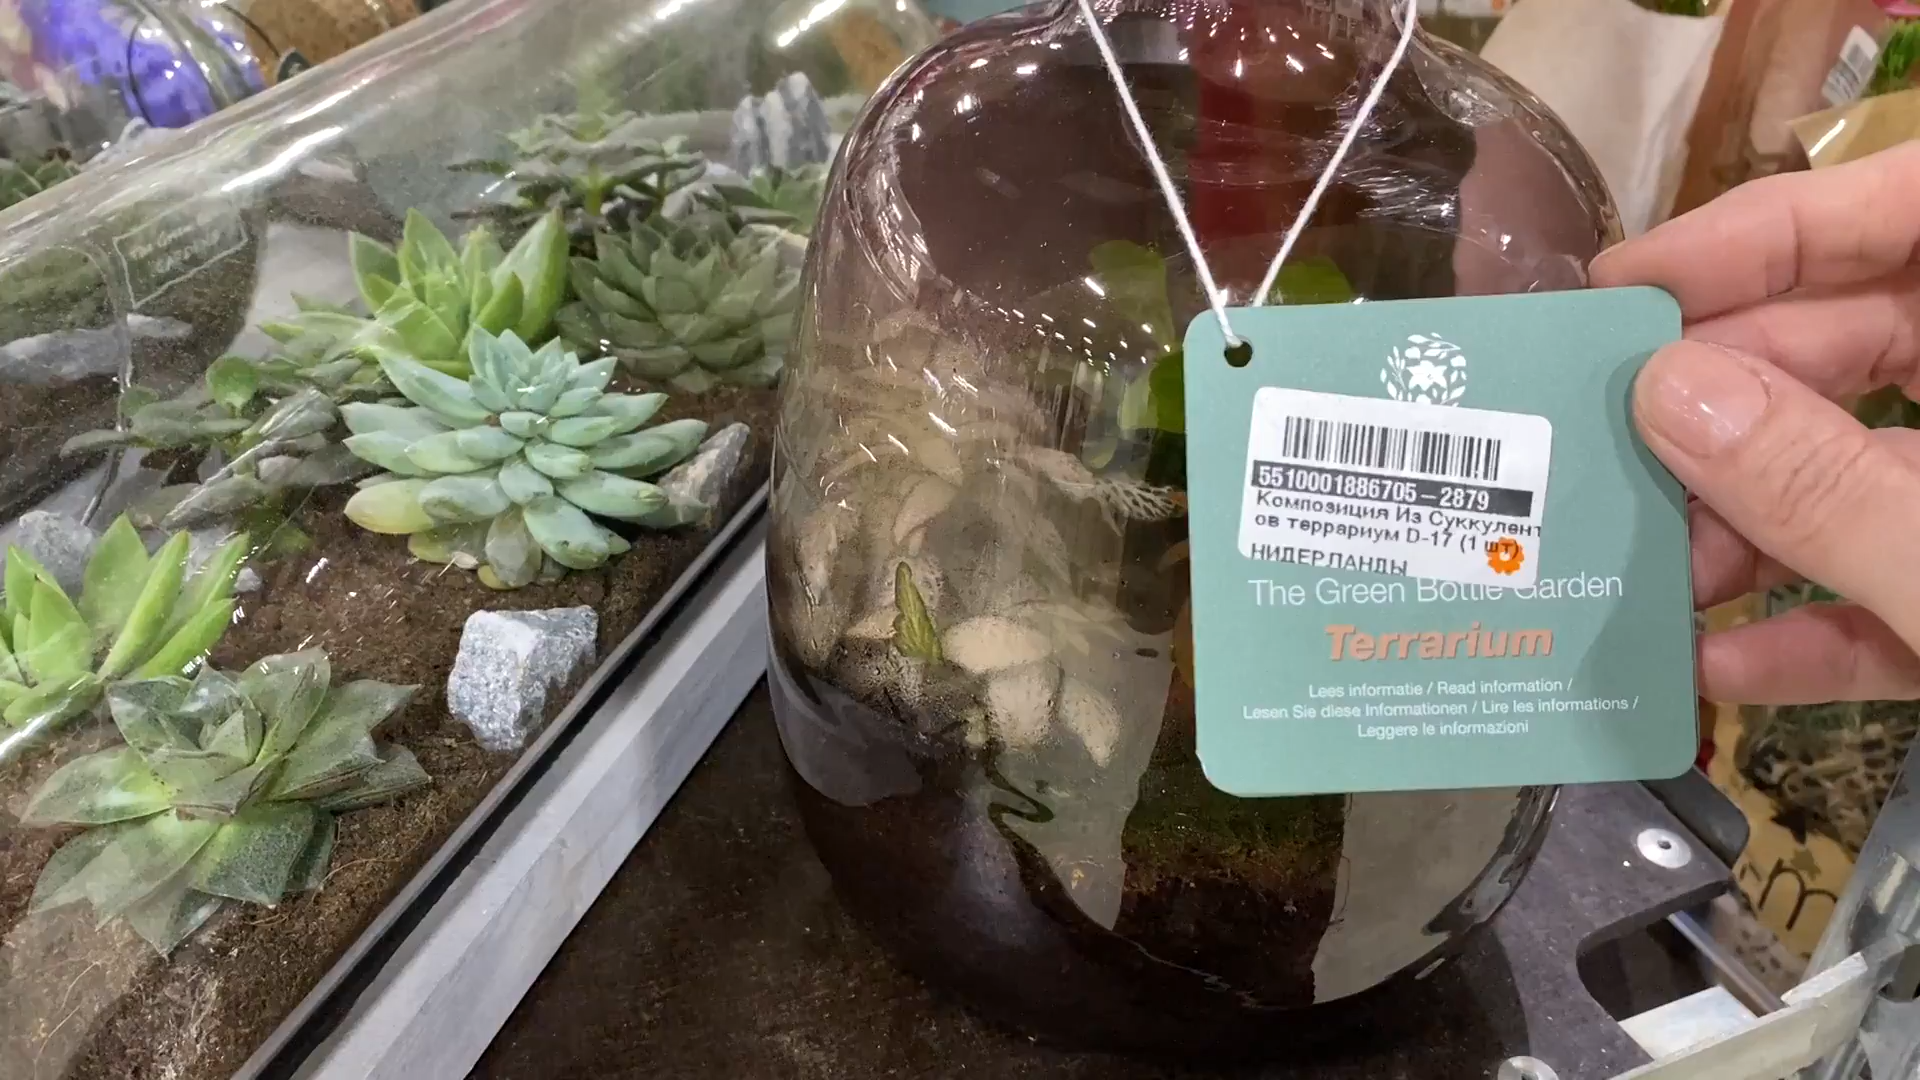 5510001886705 – 2879
Композиция Из Суккулент
ов террариум D-17 (1 шт)
НИДЕРЛАНДЫ
The Green Bottle Garden
Terrarium
Lees informatie / Read information /
Lesen Sie diese Informationen / Lire les informations /
Leggere le informazioni